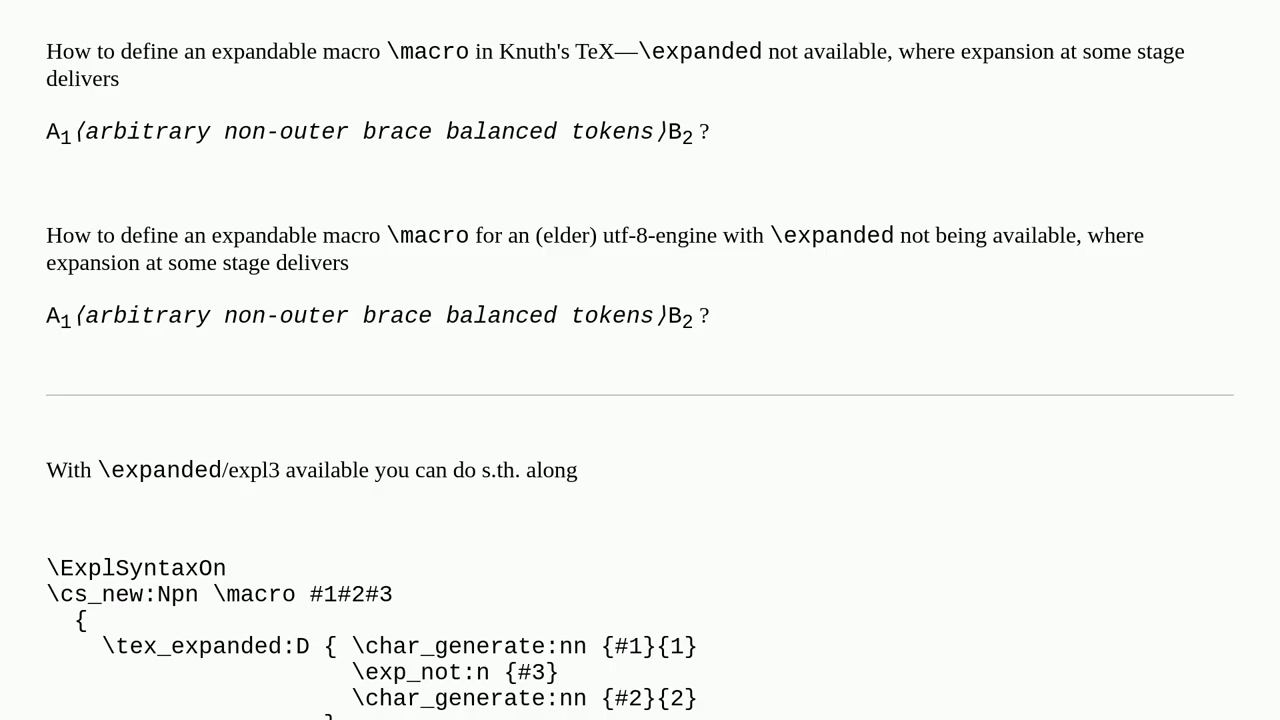 How to define an expandable macro \macro in Knuth's TeX—\expanded not available, where expansion at some stage
delivers
A1⟨arbitrary non-outer brace balanced tokens⟩B2 ?
How to define an expandable macro \macro for an (elder) utf-8-engine with \expanded not being available, where
expansion at some stage delivers
A1⟨arbitrary non-outer brace balanced tokens⟩B2 ?
With \expanded/expl3 available you can do s.th. along
\ExplSyntaxOn
\cs_new:Npn \macro #1#2#3
{
\tex_expanded:D { \char_generate:nn {#1}{1}
\exp_not:n {#3}
\char_generate:nn {#2}{2}